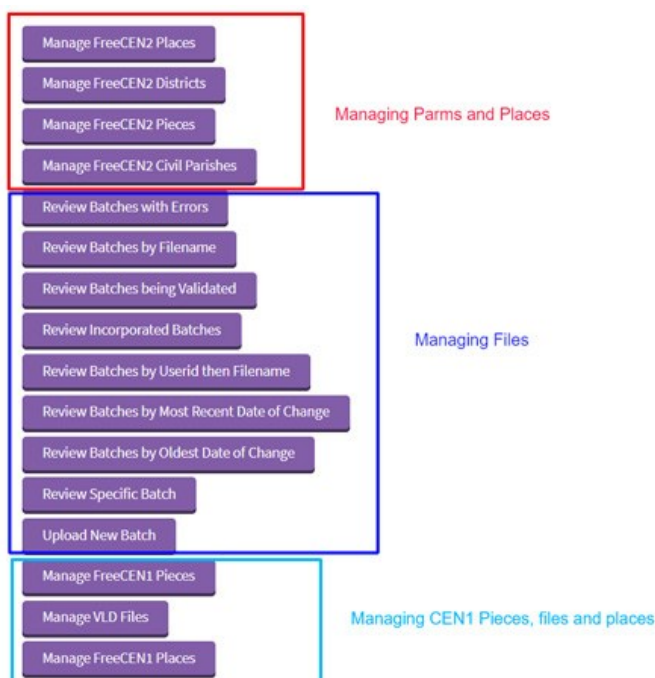 Manage FreeCEN2 Places
Manage FreeCEN2 Districts
Manage FreeCEN2 Pieces
Manage FreeCEN2 Civil Parishes
Managing Parms and Places
Review Batches with Errors
Review Batches by Filename
Review Batches being Validated
Review Incorporated Batches
Review Batches by Userid then Filename
Review Batches by Most Recent Date of Change
Review Batches by Oldest Date of Change
Review Specific Batch
Upload New Batch
Managing Files
Manage FreeCEN1 Pieces
Manage VLD Files
Manage FreeCEN1 Places
Managing CEN1 Pieces, files and places